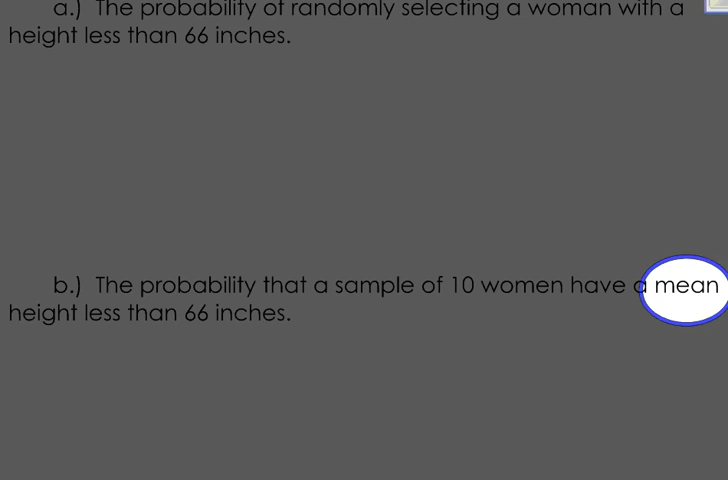 a.) The probability of randomly selecting a woman with a
height less than 66 inches.
b.) The probability that a sample of 10 women have a mean
height less than 66 inches.